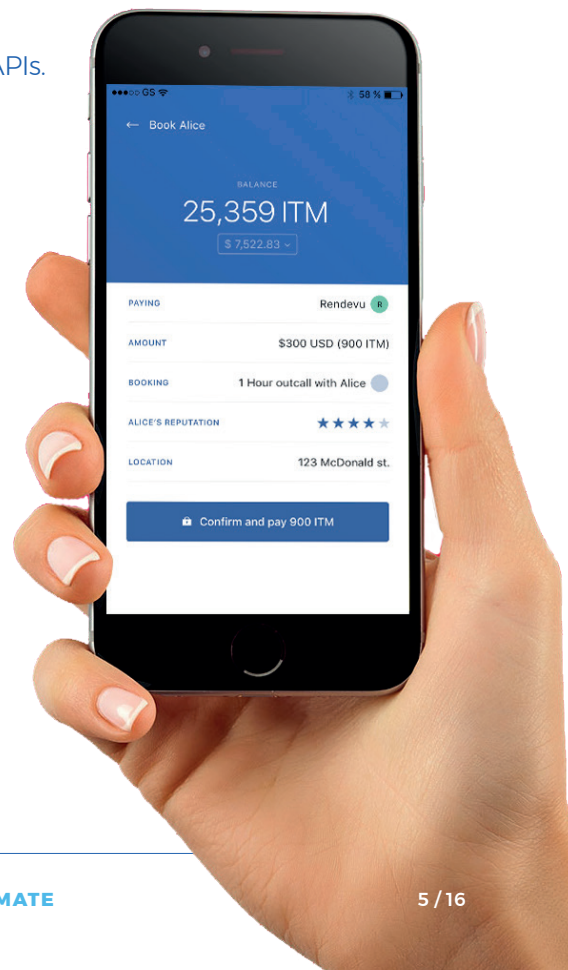 APIs.
GS 58 %
← Book Alice
BALANCE
25,359 ITM
$ 7,522.83
PAYING Rendevu R
AMOUNT $300 USD (900 ITM)
BOOKING 1 Hour outcall with Alice
ALICE'S REPUTATION
LOCATION 123 McDonald st.
Confirm and pay 900 ITM
MATE 5 / 16